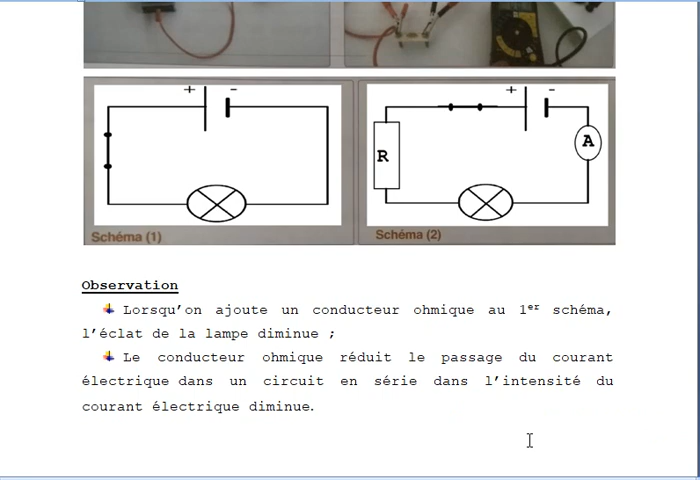 + -
+ -
R
A
Schéma (1)
Schéma (2)
Observation
Lorsqu'on ajoute un conducteur ohmique au 1er schéma,
l'éclat de la lampe diminue ;
Le conducteur ohmique réduit le passage du courant
électrique dans un circuit en série dans l'intensité du
courant électrique diminue.